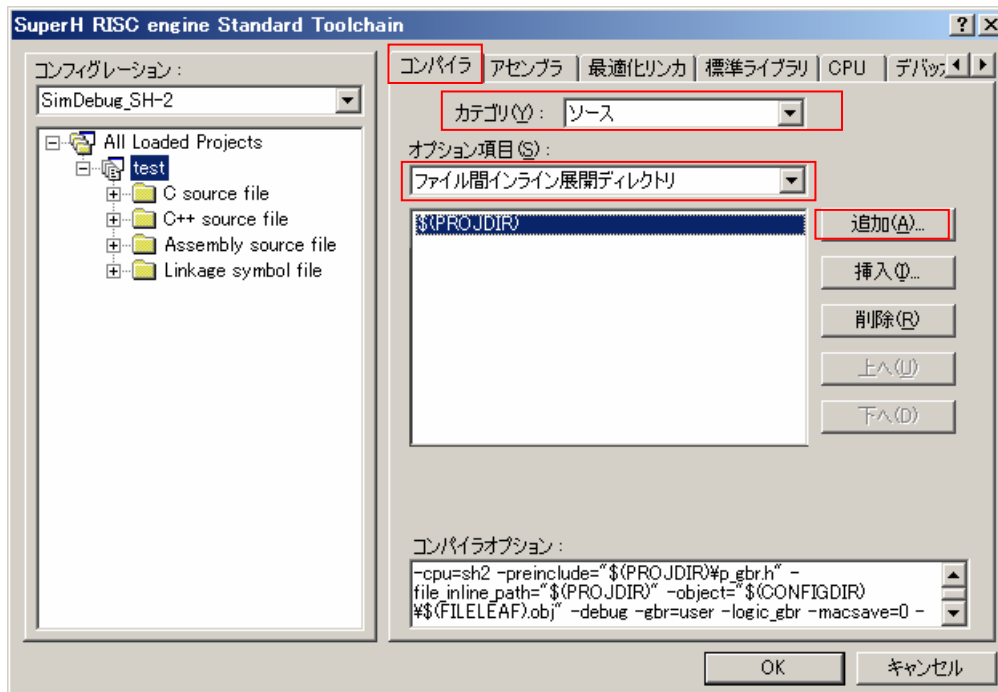 SuperH RISC engine Standard Toolchain
コンフィグレーション :
SimDebug_SH-2
All Loaded Projects
test
C source file
C++ source file
Assembly source file
Linkage symbol file
コンパイラ アセンブラ 最適化リンカ 標準ライブラリ CPU デバッ
カテゴリ(Y) : ソース
オプション項目(S) :
ファイル間インライン展開ディレクトリ
$(PROJDIR)
追加(A)...
挿入(I)...
削除(R)
上へ(U)
下へ(D)
コンパイラオプション :
-cpu=sh2 -preinclude="$(PROJDIR)¥p_gbr.h" -
file_inline_path="$(PROJDIR)" -object="$(CONFIGDIR)
¥$(FILELEAF).obj" -debug -gbr=user -logic_gbr -macsave=0 -
OK キャンセル